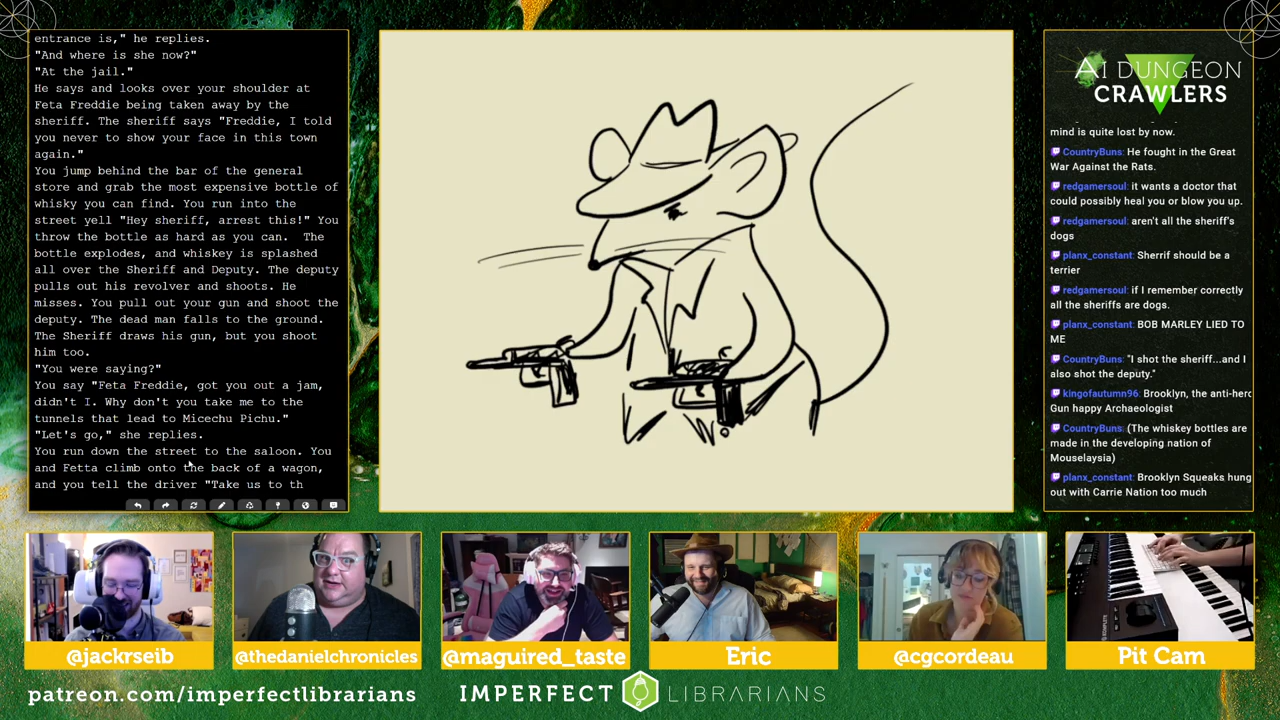 entrance is," he replies.
"And where is she now?"
"At the jail."
He says and looks over your shoulder at
Feta Freddie being taken away by the
sheriff. The sheriff says "Freddie, I told
you never to show your face in this town
again."
You jump behind the bar of the general
store and grab the most expensive bottle of
whisky you can find. You run into the
street yell "Hey sheriff, arrest this!" You
throw the bottle as hard as you can.  The
bottle explodes, and whiskey is splashed
all over the Sheriff and Deputy. The deputy
pulls out his revolver and shoots. He
misses. You pull out your gun and shoot the
deputy. The dead man falls to the ground.
The Sheriff draws his gun, but you shoot
him too.
"You were saying?"
You say "Feta Freddie, got you out a jam,
didn't I. Why don't you take me to the
tunnels that lead to Micechu Pichu."
"Let's go," she replies.
You run down the street to the saloon. You
and Fetta climb onto the back of a wagon,
and you tell the driver "Take us to th
AI DUNGEON
CRAWLERS
mind is quite lost by now.
CountryBuns: He fought in the Great
War Against the Rats.
redgamersoul: it wants a doctor that
could possibly heal you or blow you up.
redgamersoul: aren't all the sheriff's
dogs
planx_constant: Sherrif should be a
terrier
redgamersoul: if I remember correctly
all the sheriffs are dogs.
planx_constant: BOB MARLEY LIED TO
ME
CountryBuns: "I shot the sheriff...and I
also shot the deputy."
kingofautumn96: Brooklyn, the anti-hero
Gun happy Archaeologist
CountryBuns: (The whiskey bottles are
made in the developing nation of
Mouselaysia)
planx_constant: Brooklyn Squeaks hung
out with Carrie Nation too much
@jackrseib
@thedanielchronicles
@maguired_taste
Eric
@cgcordeau
Pit Cam
patreon.com/imperfectlibrarians
IMPERFECT LIBRARIANS